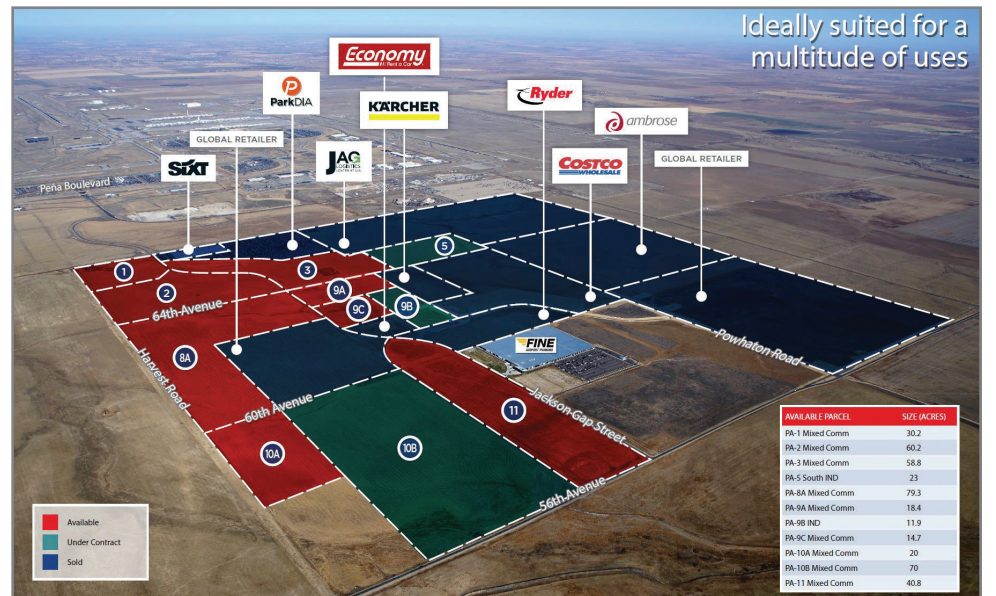 Ideally suited for a
multitude of uses
Economy
Rent a Car
ParkDIA
KÄRCHER
Ryder
ambrose
GLOBAL RETAILER
SIXT
JAG
LOGISTICS
COSTCO
WHOLESALE
GLOBAL RETAILER
Peña Boulevard
1
2
3
5
9A
9B
9C
64th Avenue
8A
FINE
AIRPORT PARKING
Powhaton Road
Harvest Road
60th Avenue
11
Jackson Gap Street
10A
10B
56th Avenue
Available
Under Contract
Sold
AVAILABLE PARCEL SIZE (ACRES)
PA-1 Mixed Comm 30.2
PA-2 Mixed Comm 60.2
PA-3 Mixed Comm 58.8
PA-5 South IND 23
PA-8A Mixed Comm 79.3
PA-9A Mixed Comm 18.4
PA-9B IND 11.9
PA-9C Mixed Comm 14.7
PA-10A Mixed Comm 20
PA-10B Mixed Comm 70
PA-11 Mixed Comm 40.8